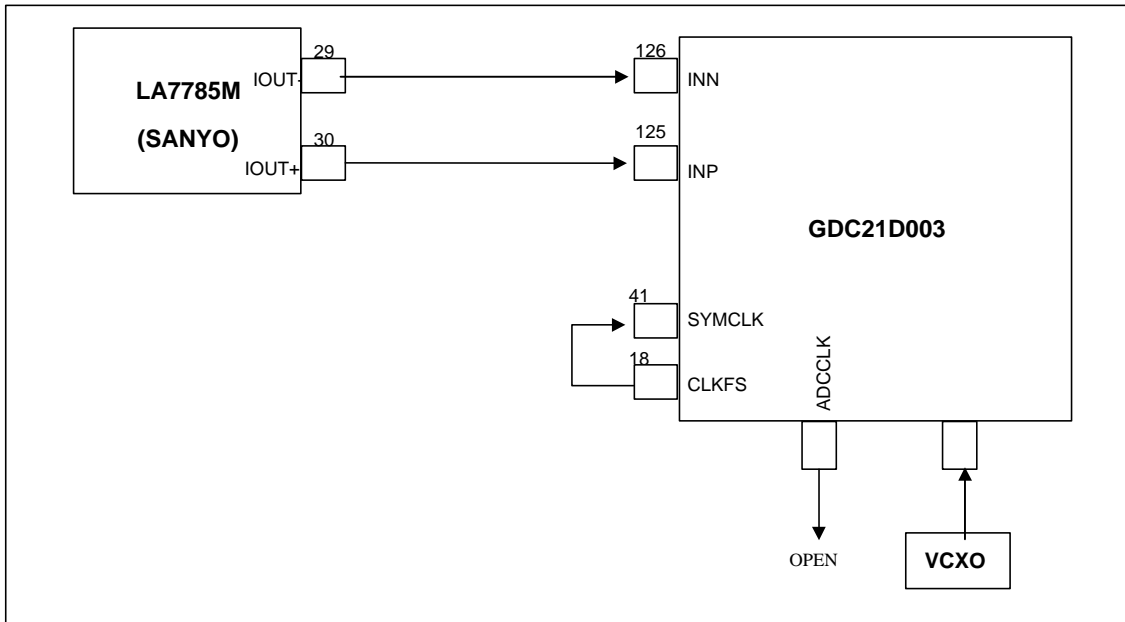 29
IOUT-
LA7785M
(SANYO)
30
IOUT+
126
INN
125
INP
GDC21D003
41
SYMCLK
18
CLKFS
ADCCLK
OPEN
VCXO